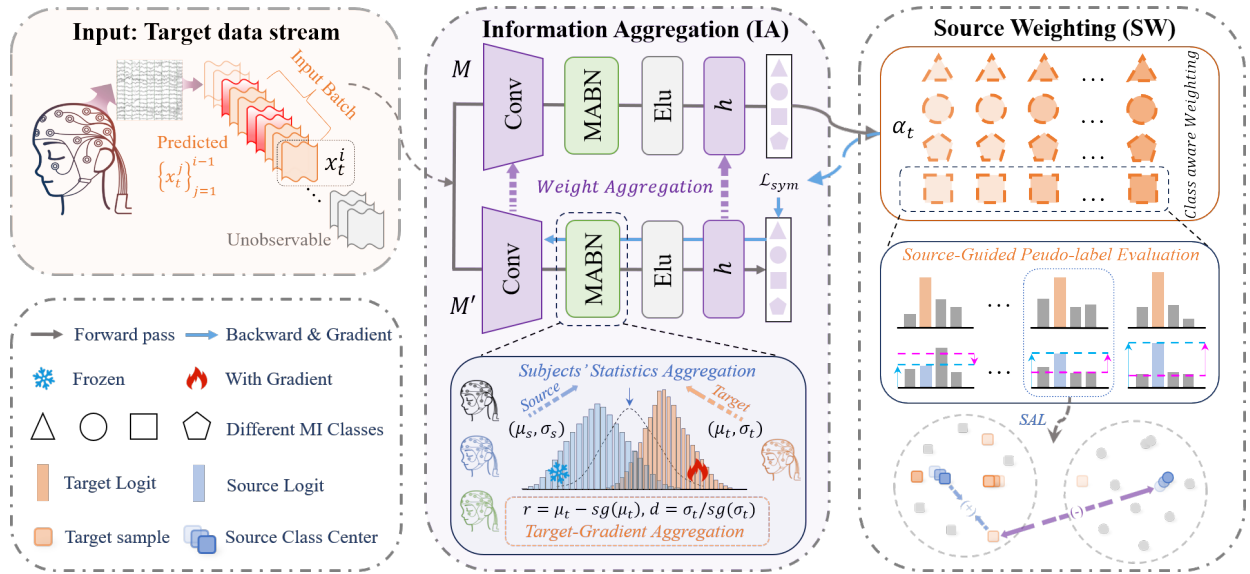 Input: Target data stream
Input Batch
Predicted
{x_t^j}_{j=1}^{i-1}
x_t^i
Unobservable
Forward pass
Backward & Gradient
Frozen
With Gradient
Different MI Classes
Target Logit
Source Logit
Target sample
Source Class Center
Information Aggregation (IA)
M
Conv
MABN
Elu
h
Weight Aggregation
ℒ_sym
M′
Conv
MABN
Elu
h
Subjects' Statistics Aggregation
Source
Target
(μ_s, σ_s)
(μ_t, σ_t)
r = μ_t − sg(μ_t), d = σ_t/sg(σ_t)
Target-Gradient Aggregation
Source Weighting (SW)
α_t
...
...
...
...
Class aware Weighting
Source-Guided Peudo-label Evaluation
...
...
SAL
(+)
(-)